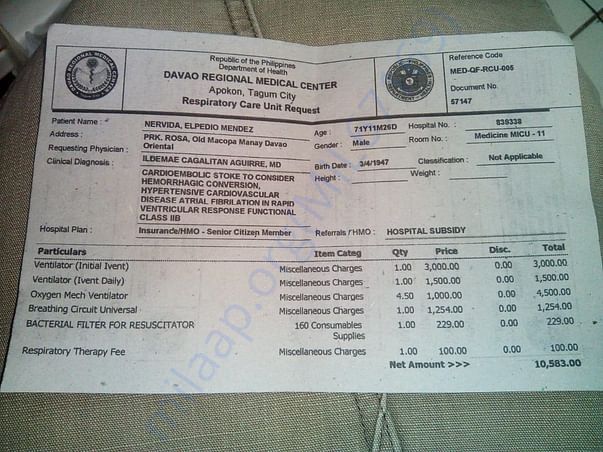 Republic of the Philippines
Department of Health
DAVAO REGIONAL MEDICAL CENTER
Apokon, Tagum City
Respiratory Care Unit Request
Reference Code
MED-QF-RCU-005
Document No.
57147
Patient Name : NERVIDA, ELPEDIO MENDEZ
Age : 71Y11M26D Hospital No. : 839338
Address : PRK. ROSA, Old Macopa Manay Davao Oriental
Gender : Male Room No. : Medicine MICU - 11
Requesting Physician : ILDEMAE CAGALITAN AGUIRRE, MD
Birth Date : 3/4/1947 Classification : Not Applicable
Height : Weight :
Clinical Diagnosis : CARDIOEMBOLIC STOKE TO CONSIDER
HEMORRHAGIC CONVERSION,
HYPERTENSIVE CARDIOVASCULAR
DISEASE ATRIAL FIBRILATION IN RAPID
VENTRICULAR RESPONSE FUNCTIONAL
CLASS IIB
Hospital Plan : Insurance/HMO - Senior Citizen Member Referrals / HMO : HOSPITAL SUBSIDY
Particulars Item Categ Qty Price Disc. Total
Ventilator (Initial Ivent) Miscellaneous Charges 1.00 3,000.00 0.00 3,000.00
Ventilator (Ivent Daily) Miscellaneous Charges 1.00 1,500.00 0.00 1,500.00
Oxygen Mech Ventilator Miscellaneous Charges 4.50 1,000.00 0.00 4,500.00
Breathing Circuit Universal Miscellaneous Charges 1.00 1,254.00 0.00 1,254.00
BACTERIAL FILTER FOR RESUSCITATOR 160 Consumables Supplies 1.00 229.00 0.00 229.00
Respiratory Therapy Fee Miscellaneous Charges 1.00 100.00 0.00 100.00
Net Amount >>> 10,583.00